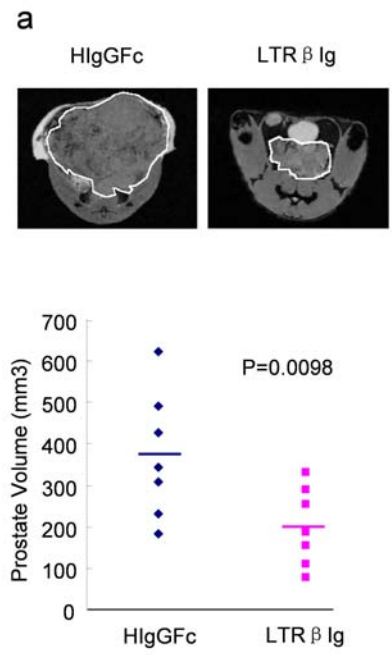 a
HIgGFc LTR β Ig
700
600
500
400
300
200
100
0
Prostate Volume (mm3)
P=0.0098
HIgGFc LTR β Ig